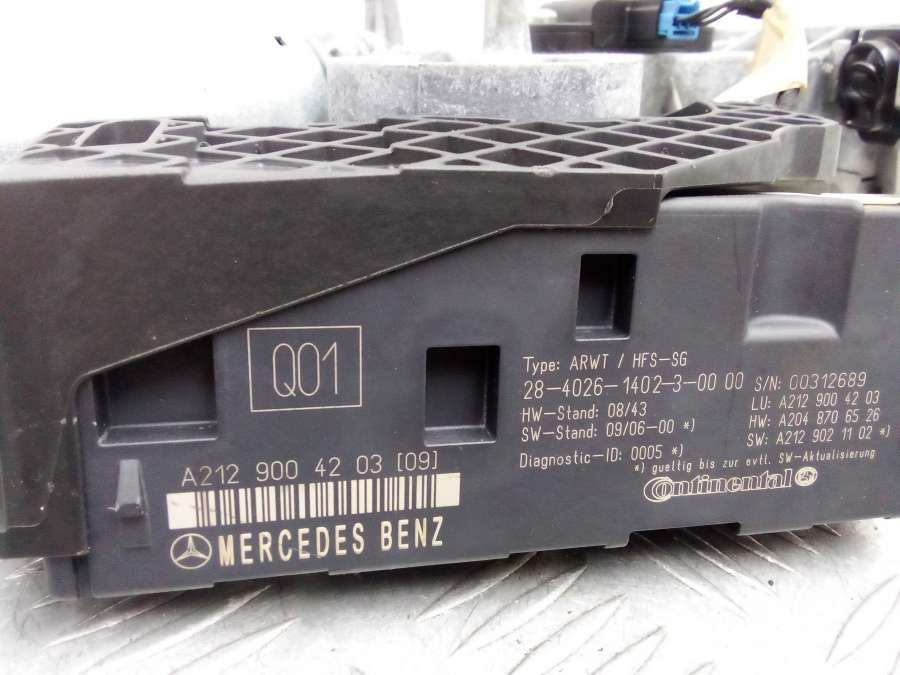 Q01
A212 900 42 03 [09]
MERCEDES BENZ
Type: ARWT / HFS-SG
28-4026-1402-3-00 00
HW-Stand: 08/43
SW-Stand: 09/06-00 *)
Diagnostic-ID: 0005 *)
S/N: 00312689
LU: A212 900 42 03
HW: A204 870 65 26
SW: A212 902 11 02 *)
*) gueltig bis zur evtl. SW-Aktualisierung
Continental